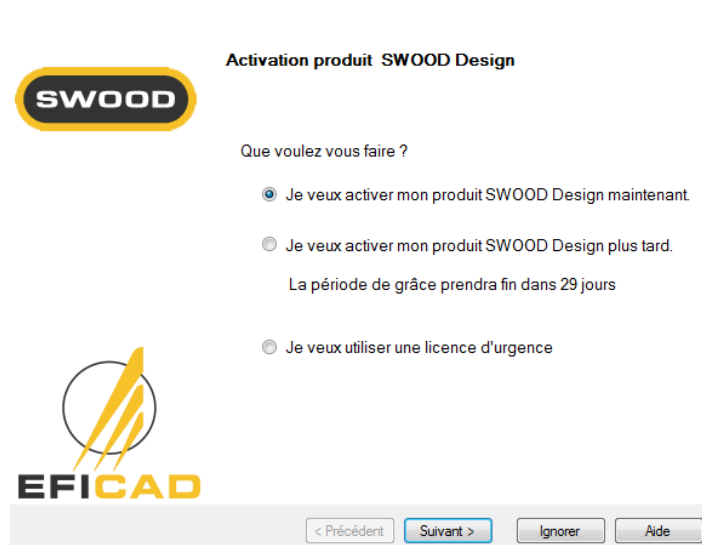 Activation produit SWOOD Design
SWOOD
Que voulez vous faire ?
Je veux activer mon produit SWOOD Design maintenant.
Je veux activer mon produit SWOOD Design plus tard.
La période de grâce prendra fin dans 29 jours
Je veux utiliser une licence d'urgence
EFICAD
< Précédent
Suivant >
Ignorer
Aide